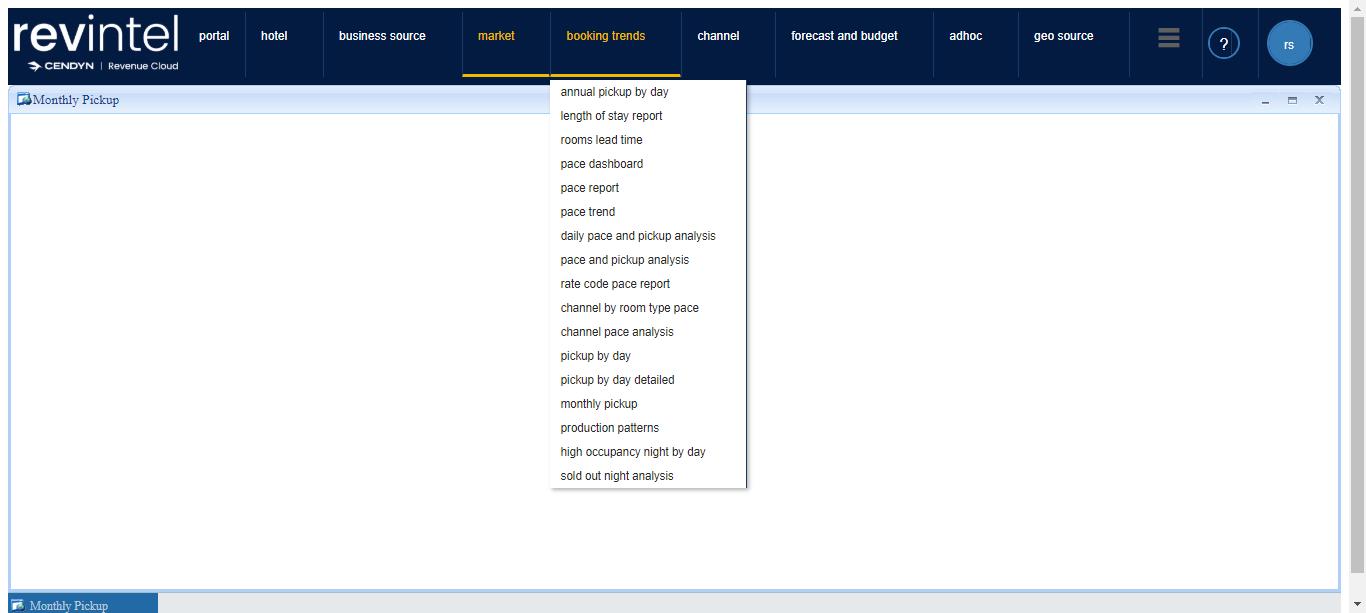 revintel
CENDYN | Revenue Cloud
portal
hotel
business source
market
booking trends
channel
forecast and budget
adhoc
geo source
?
rs
Monthly Pickup
annual pickup by day
length of stay report
rooms lead time
pace dashboard
pace report
pace trend
daily pace and pickup analysis
pace and pickup analysis
rate code pace report
channel by room type pace
channel pace analysis
pickup by day
pickup by day detailed
monthly pickup
production patterns
high occupancy night by day
sold out night analysis
Monthly Pickup